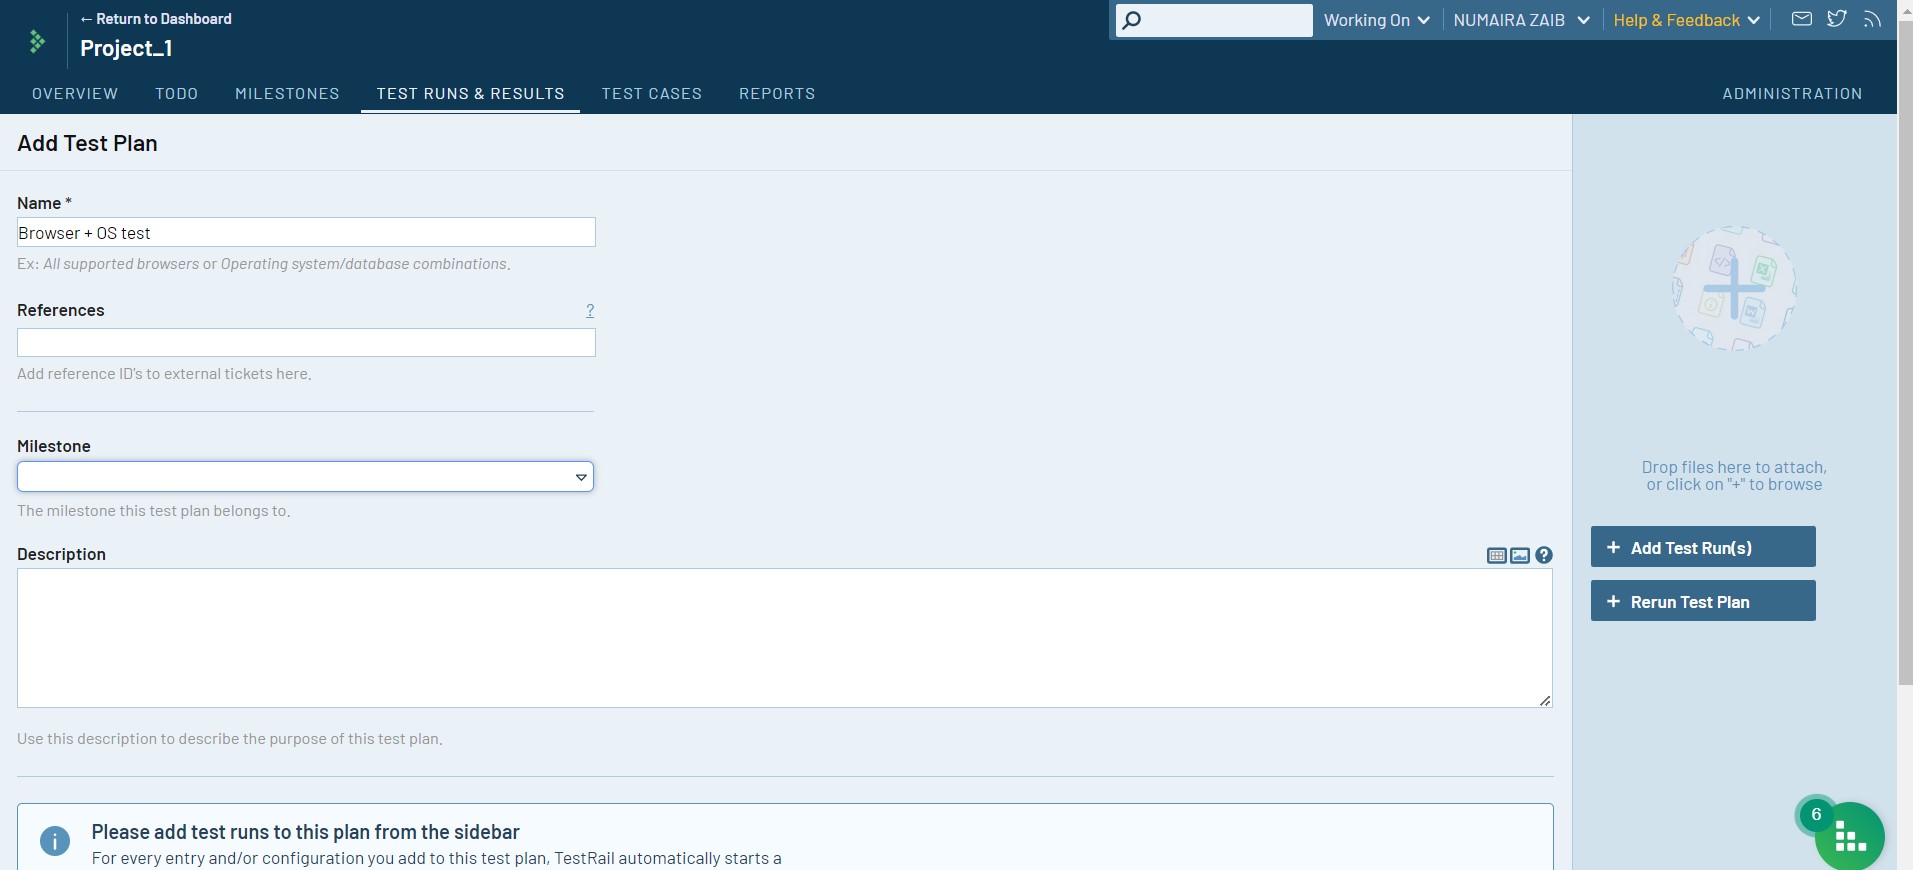 ← Return to Dashboard
Project_1
Working On
NUMAIRA ZAIB
Help & Feedback
OVERVIEW
TODO
MILESTONES
TEST RUNS & RESULTS
TEST CASES
REPORTS
ADMINISTRATION
Add Test Plan
Name *
Browser + OS test
Ex: All supported browsers or Operating system/database combinations.
References
?
Add reference ID's to external tickets here.
Milestone
The milestone this test plan belongs to.
Description
?
Use this description to describe the purpose of this test plan.
i
Please add test runs to this plan from the sidebar
For every entry and/or configuration you add to this test plan, TestRail automatically starts a
Drop files here to attach,
or click on "+" to browse
+ Add Test Run(s)
+ Rerun Test Plan
6